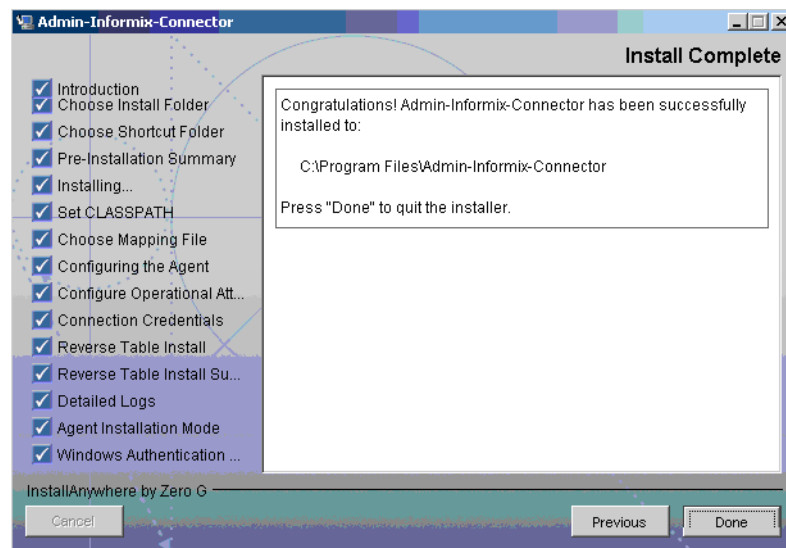 Admin-Informix-Connector
Install Complete
Introduction
Choose Install Folder
Choose Shortcut Folder
Pre-Installation Summary
Installing...
Set CLASSPATH
Choose Mapping File
Configuring the Agent
Configure Operational Att...
Connection Credentials
Reverse Table Install
Reverse Table Install Su...
Detailed Logs
Agent Installation Mode
Windows Authentication ...
Congratulations! Admin-Informix-Connector has been successfully
installed to:
C:\Program Files\Admin-Informix-Connector
Press "Done" to quit the installer.
InstallAnywhere by Zero G
Cancel
Previous
Done